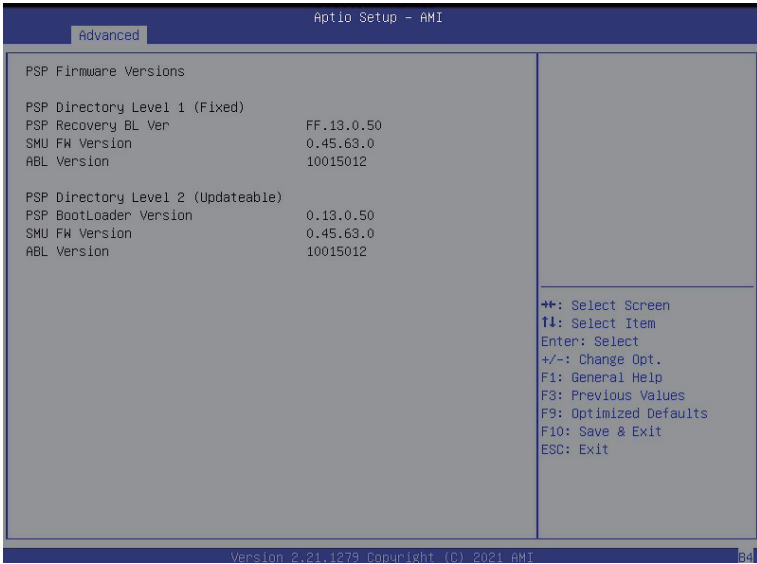 Aptio Setup – AMI
Advanced
PSP Firmware Versions
PSP Directory Level 1 (Fixed)
PSP Recovery BL Ver FF.13.0.50
SMU FW Version 0.45.63.0
ABL Version 10015012
PSP Directory Level 2 (Updateable)
PSP BootLoader Version 0.13.0.50
SMU FW Version 0.45.63.0
ABL Version 10015012
→←: Select Screen
↑↓: Select Item
Enter: Select
+/-: Change Opt.
F1: General Help
F3: Previous Values
F9: Optimized Defaults
F10: Save & Exit
ESC: Exit
Version 2.21.1279 Copyright (C) 2021 AMI
B4